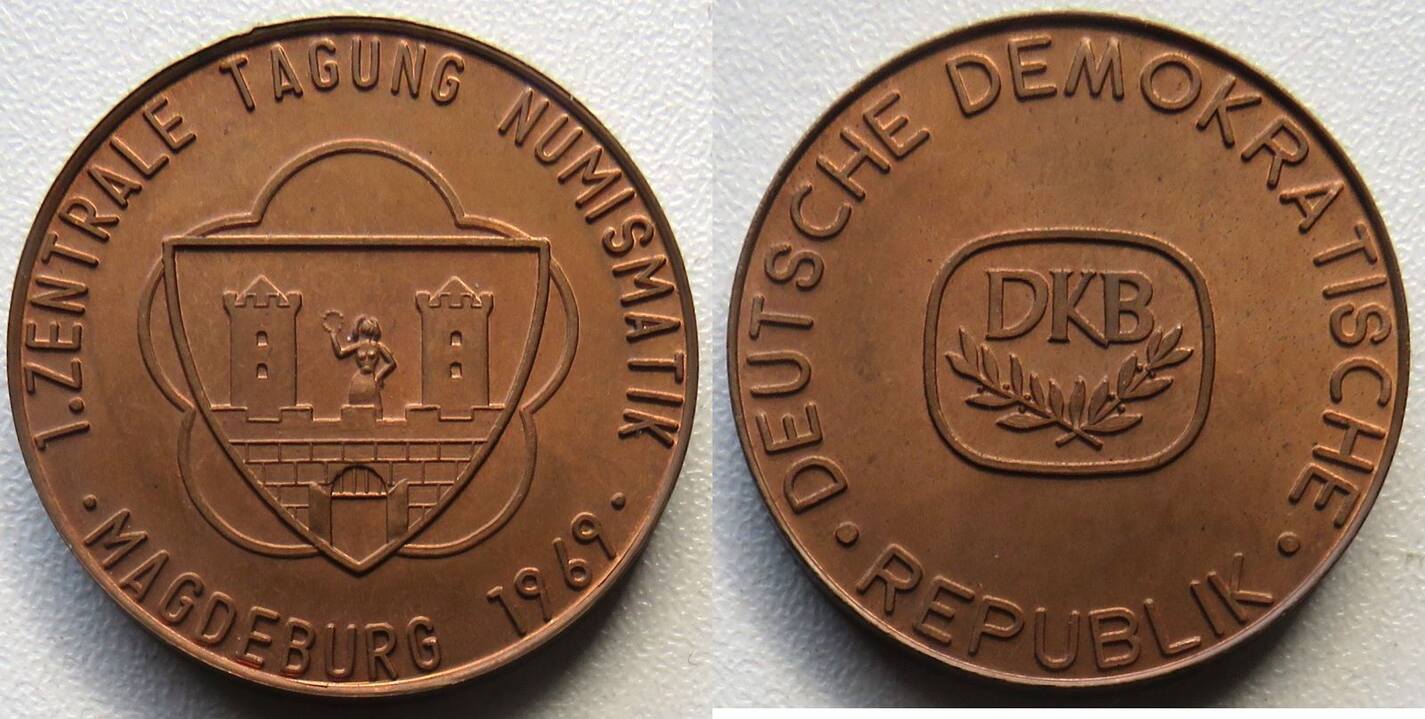 1. ZENTRALE TAGUNG NUMISMATIK
· MAGDEBURG 1969 ·
DEUTSCHE DEMOKRATISCHE
· REPUBLIK ·
DKB